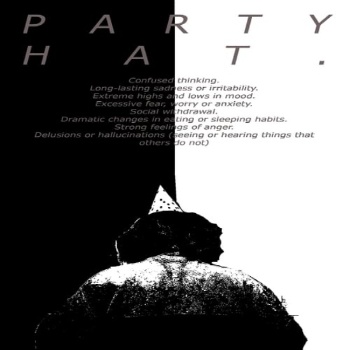 PARTY
HAT.
Confused thinking.
Long-lasting sadness or irritability.
Extreme highs and lows in mood.
Excessive fear, worry or anxiety.
Social withdrawal.
Dramatic changes in eating or sleeping habits.
Strong feelings of anger.
Delusions or hallucinations (seeing or hearing things that
others do not)